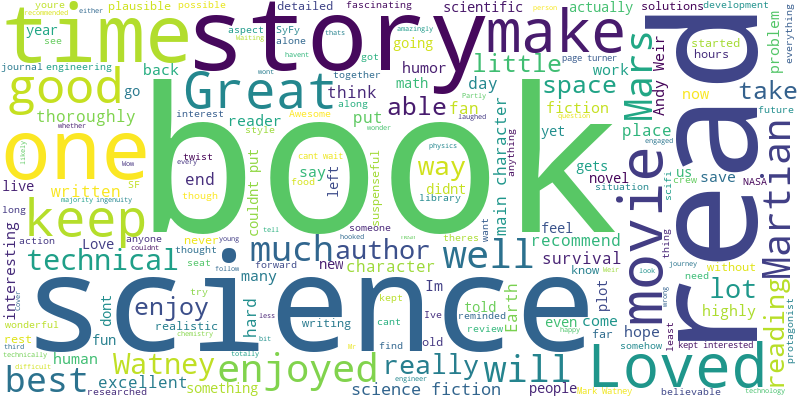 youre
possible
plausible
detailed
fascinating
scientific
solutions
development
either
recommended
time
story
year
see
back
amazingly
aspect
SyFy
alone
Waiting
thats
make
actually
going
got
havent
page turner
started
hours
problem
everything
journal
engineering
humor
together
wont
little
work
Mars
Andy Weir
good
go
Great
think
math
day
able
along
Partly
laughed
space
fan
fiction
now
take
future
thoroughly
whether
interest
reader
put
wonder
yet
place
one
book
read
likely
Wow
twist
every
style
Awesome
cant wait
physics
anything
question
engaged
SF
end
say
left
couldnt put
suspenseful
way
main character
gets
novel
us
crew
scifi
save
NASA
live
written
though
food
didnt
library
situation
movie
Martian
long
keep
majority
ingenuity
never
young
tell
someone
theres
want
feel
recommend
thing
without
interesting
action
Love
anyone
couldnt
thought
hooked
much
author
well
survival
journey
technical
seat
follow
forward
new
character
know
Weir
look
need
wonderful
cover
science
many
try
kept
Im
told
Earth
plot
lot
wrong
reading
protagonist
rest
dont
enjoy
hard
less
writing
cant
Ive
reminded
even
come
hope
highly
third
fun
realistic
chemistry
bit
find
old
review
happy
far
somehow
least
kept interested
technically
human
Watney
totally
Mr
really
will
Loved
best
difficult
excellent
researched
something
enjoyed
engineer
science fiction
people
Mark Watney
believable
technology